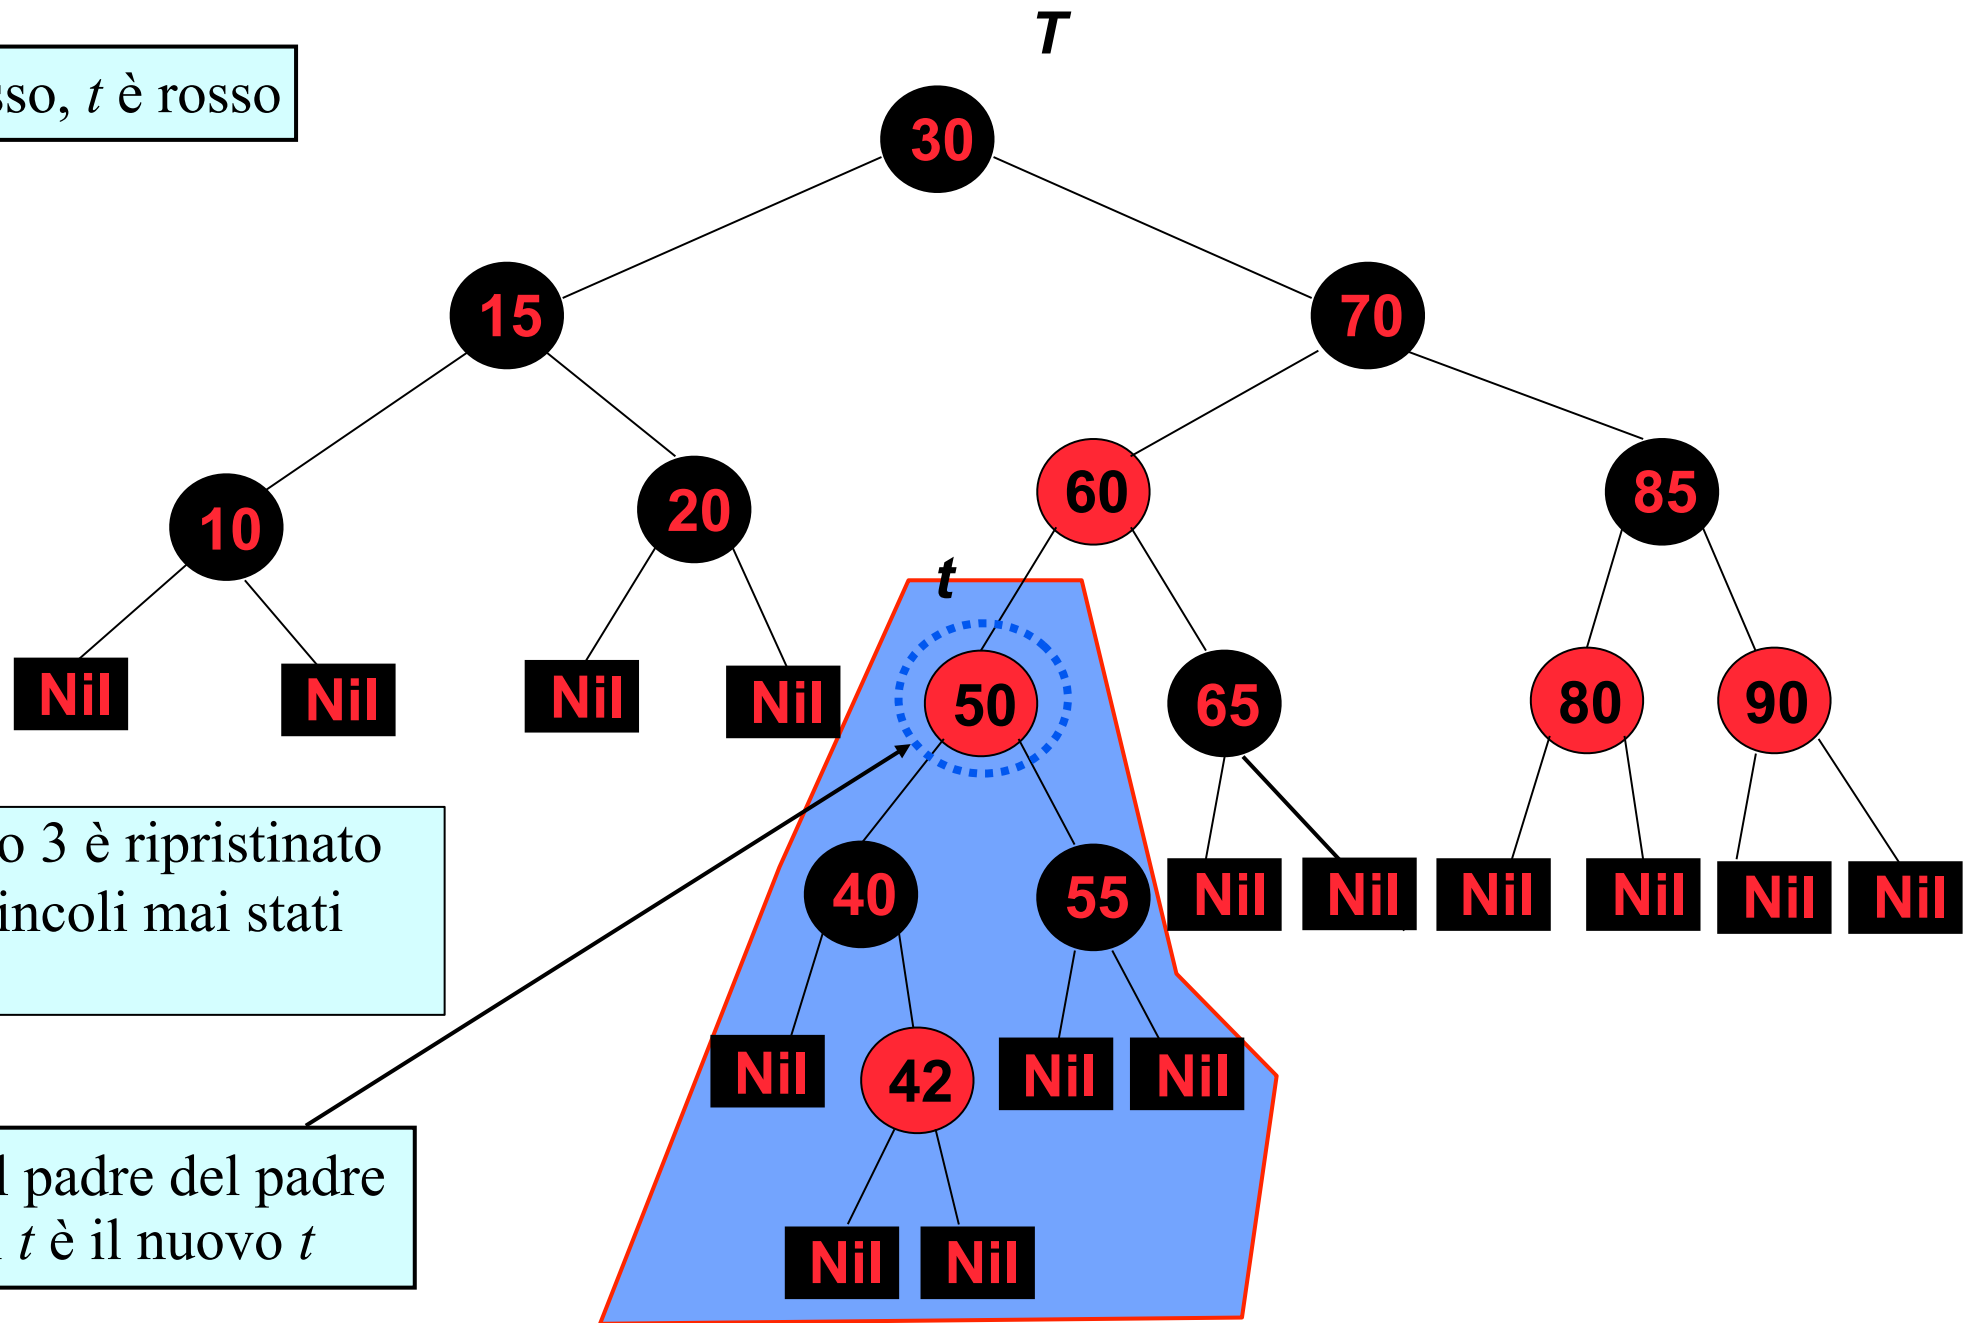 T
sso, t è rosso
30
15
70
60
85
20
10
t
50
65
80
90
Nil
Nil
Nil
Nil
o 3 è ripristinato
incoli mai stati
40
55
Nil
Nil
Nil
Nil
Nil
Nil
Nil
42
Nil
Nil
l padre del padre
t è il nuovo t
Nil
Nil